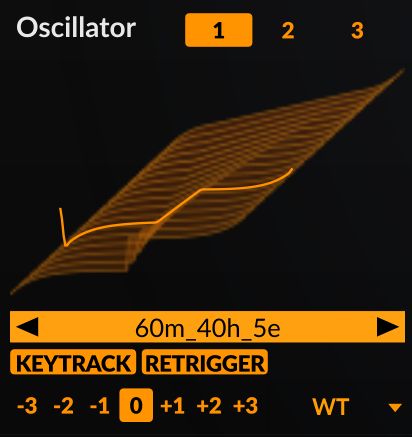 Oscillator 1 2 3
60m_40h_5e
KEYTRACK RETRIGGER
-3 -2 -1 0 +1 +2 +3 WT